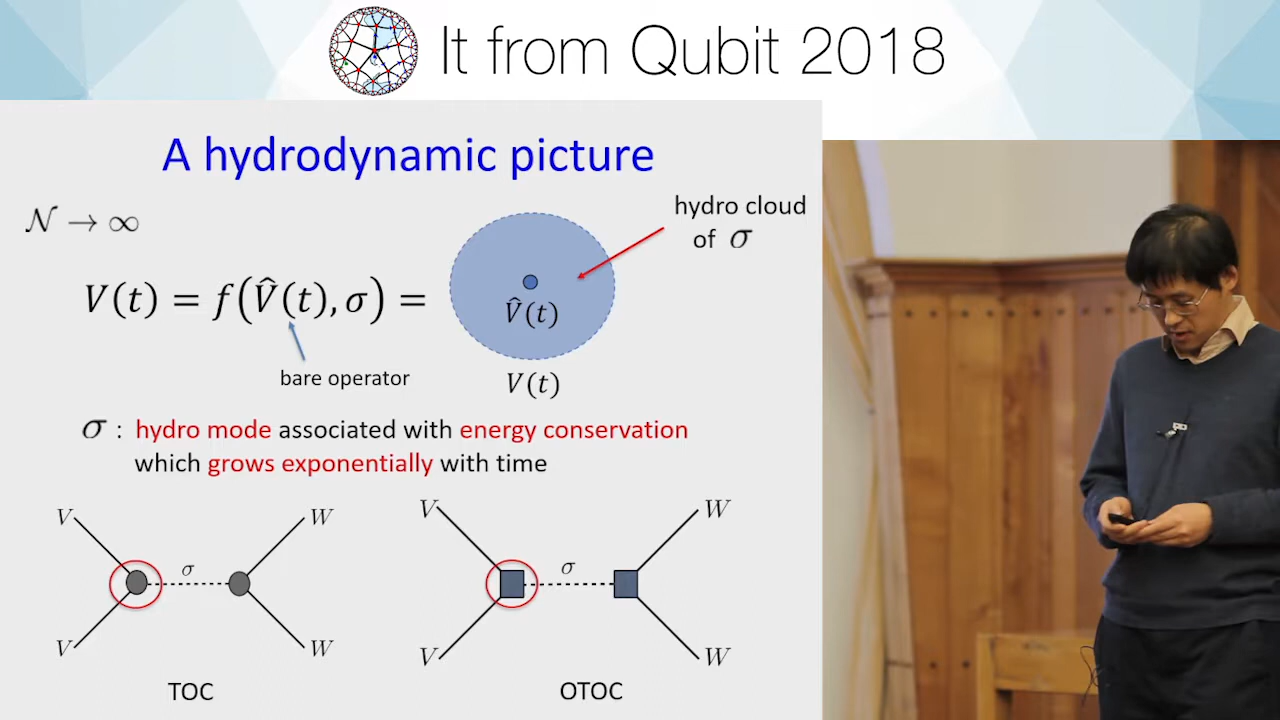 It from Qubit 2018
A hydrodynamic picture
𝒩 → ∞
hydro cloud
of σ
V(t) = f(V̂(t), σ) =
V̂(t)
bare operator
V(t)
σ : hydro mode associated with energy conservation
which grows exponentially with time
V W V W
σ σ
V W V W
TOC OTOC